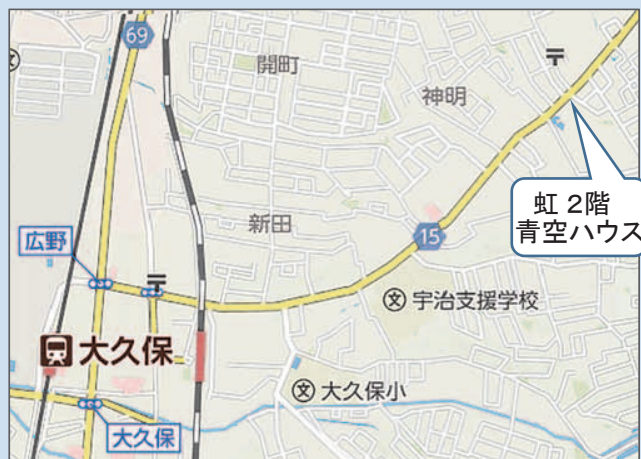 69
開町
神明
虹 2階
青空ハウス
15
新田
広野
宇治支援学校
大久保
大久保小
大久保